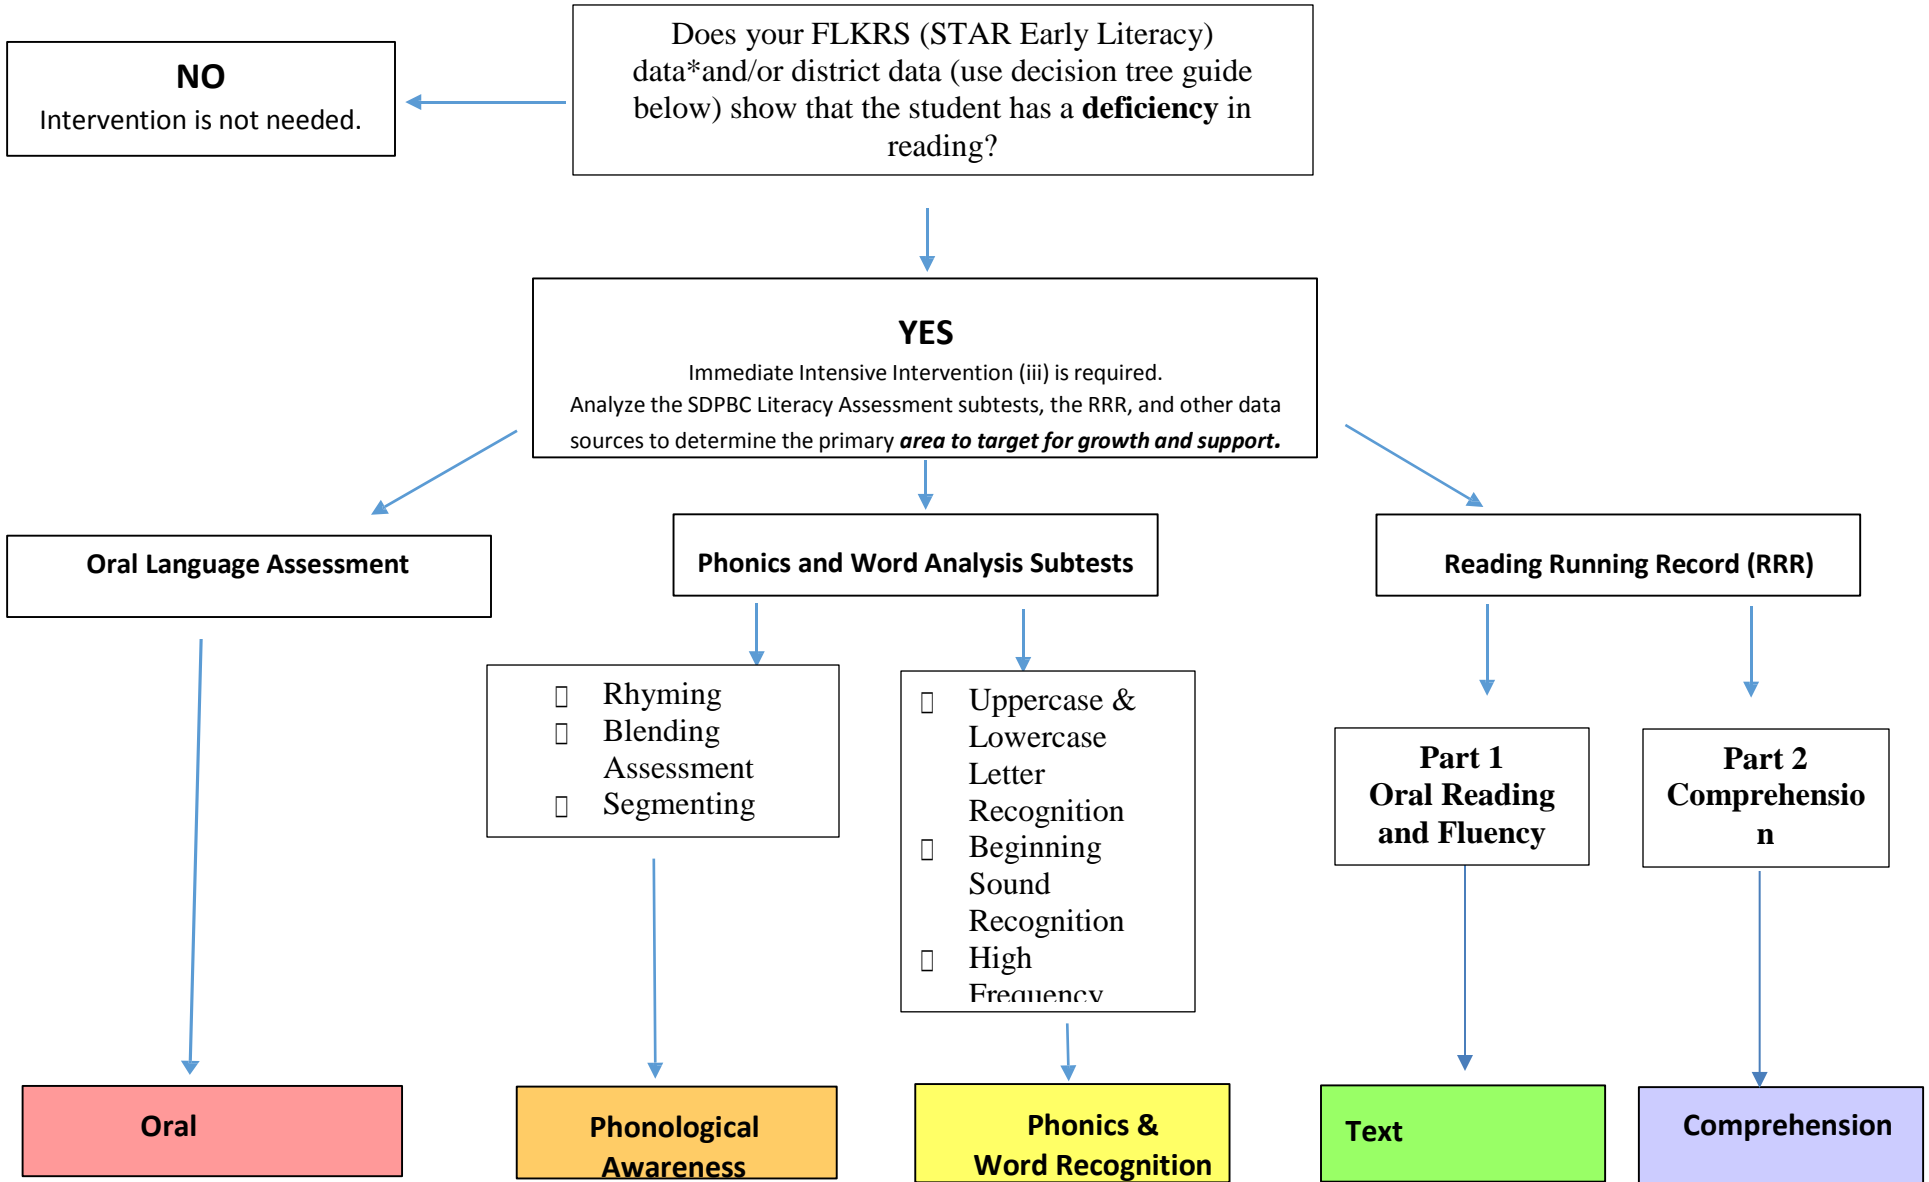 Does your FLKRS (STAR Early Literacy)
data*and/or district data (use decision tree guide
below) show that the student has a deficiency in
reading?
NO
Intervention is not needed.
YES
Immediate Intensive Intervention (iii) is required.
Analyze the SDPBC Literacy Assessment subtests, the RRR, and other data
sources to determine the primary area to target for growth and support.
Oral Language Assessment
Phonics and Word Analysis Subtests
Reading Running Record (RRR)
Rhyming
Blending
Assessment
Segmenting
Uppercase &
Lowercase
Letter
Recognition
Beginning
Sound
Recognition
High
Frequency
Part 1
Oral Reading
and Fluency
Part 2
Comprehensio
n
Oral
Phonological
Awareness
Phonics &
Word Recognition
Text
Comprehension